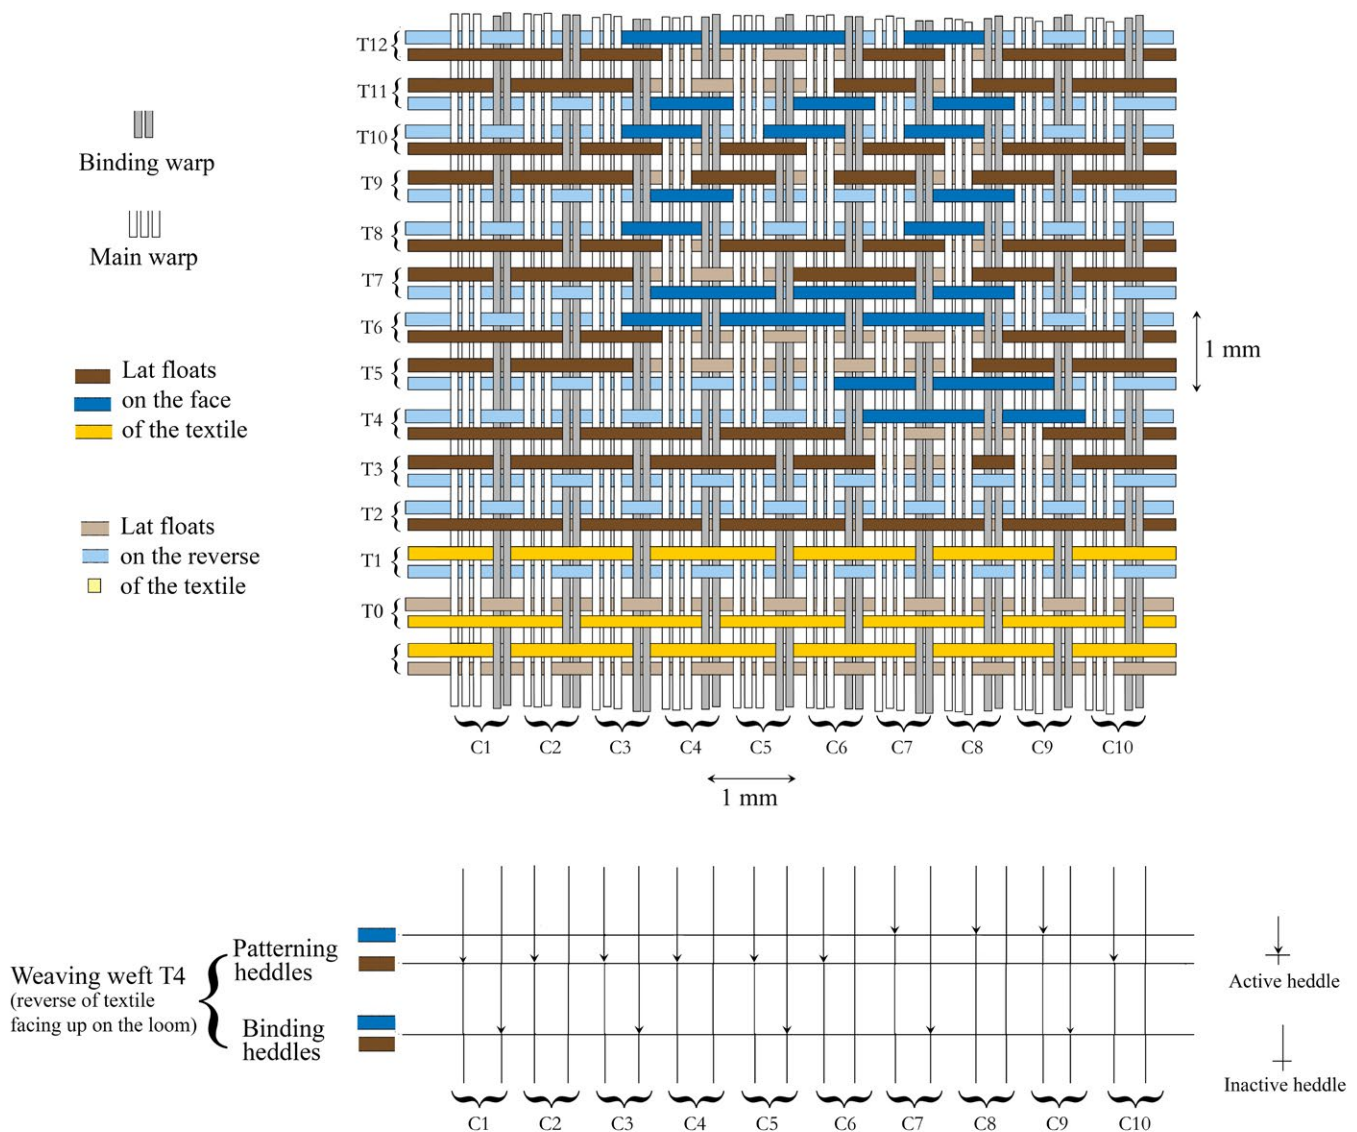 T12
T11
T10
T9
T8
T7
T6
T5
T4
T3
T2
T1
T0
Binding warp
Main warp
Lat floats
on the face
of the textile
Lat floats
on the reverse
of the textile
1 mm
C1 C2 C3 C4 C5 C6 C7 C8 C9 C10
1 mm
Weaving weft T4
(reverse of textile
facing up on the loom)
Patterning
heddles
Binding
heddles
Active heddle
Inactive heddle
C1 C2 C3 C4 C5 C6 C7 C8 C9 C10